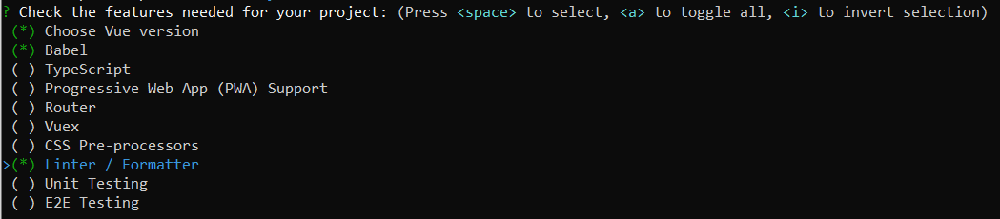 ? Check the features needed for your project: (Press <space> to select, <a> to toggle all, <i> to invert selection)
(*) Choose Vue version
(*) Babel
( ) TypeScript
( ) Progressive Web App (PWA) Support
( ) Router
( ) Vuex
( ) CSS Pre-processors
>(*) Linter / Formatter
( ) Unit Testing
( ) E2E Testing